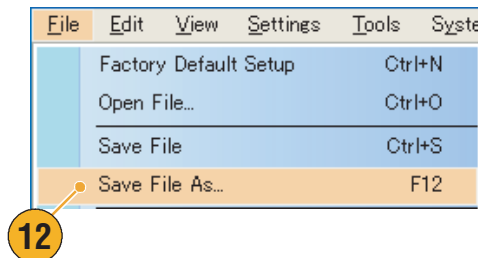 File Edit View Settings Tools Syste
Factory Default Setup Ctrl+N
Open File... Ctrl+O
Save File Ctrl+S
Save File As... F12
12